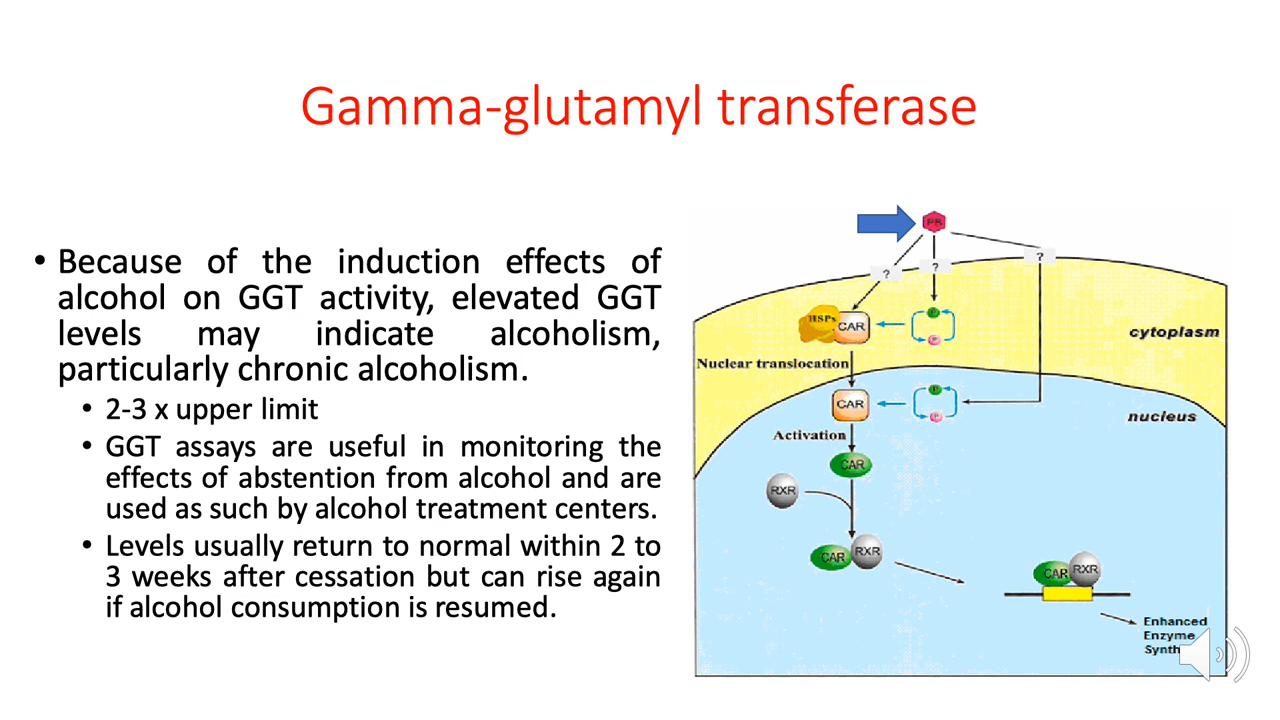 Gamma-glutamyl transferase
• Because of the induction effects of
alcohol on GGT activity, elevated GGT
levels may indicate alcoholism,
particularly chronic alcoholism.
• 2-3 x upper limit
• GGT assays are useful in monitoring the
effects of abstention from alcohol and are
used as such by alcohol treatment centers.
• Levels usually return to normal within 2 to
3 weeks after cessation but can rise again
if alcohol consumption is resumed.
PB
? ? ?
HSPs CAR P
P
cytoplasm
Nuclear translocation
CAR P
P
nucleus
Activation
CAR
RXR
CAR RXR
CAR RXR
Enhanced
Enzyme